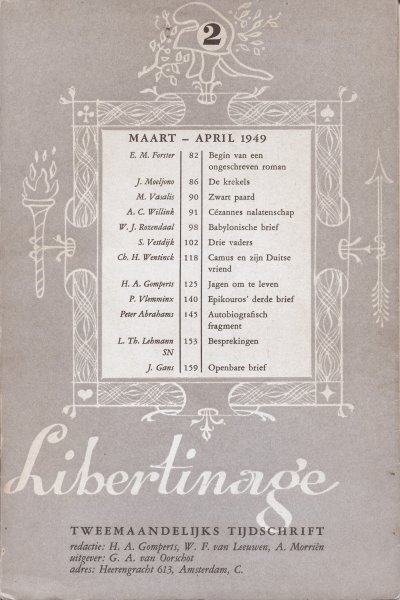 2
MAART – APRIL 1949
E. M. Forster 82 Begin van een
ongeschreven roman
J. Moeljono 86 De krekels
M. Vasalis 90 Zwart paard
A. C. Willink 91 Cézannes nalatenschap
W. J. Rozendaal 98 Babylonische brief
S. Vestdijk 102 Drie vaders
Ch. H. Wentinck 118 Camus en zijn Duitse
vriend
H. A. Gomperts 125 Jagen om te leven
P. Vlemminx 140 Epikouros' derde brief
Peter Abrahams 145 Autobiografisch
fragment
L. Th. Lehmann 153 Besprekingen
SN
J. Gans 159 Openbare brief
Libertinage
TWEEMAANDELIJKS TIJDSCHRIFT
redactie: H. A. Gomperts, W. F. van Leeuwen, A. Morriën
uitgever: G. A. van Oorschot
adres: Heerengracht 613, Amsterdam, C.